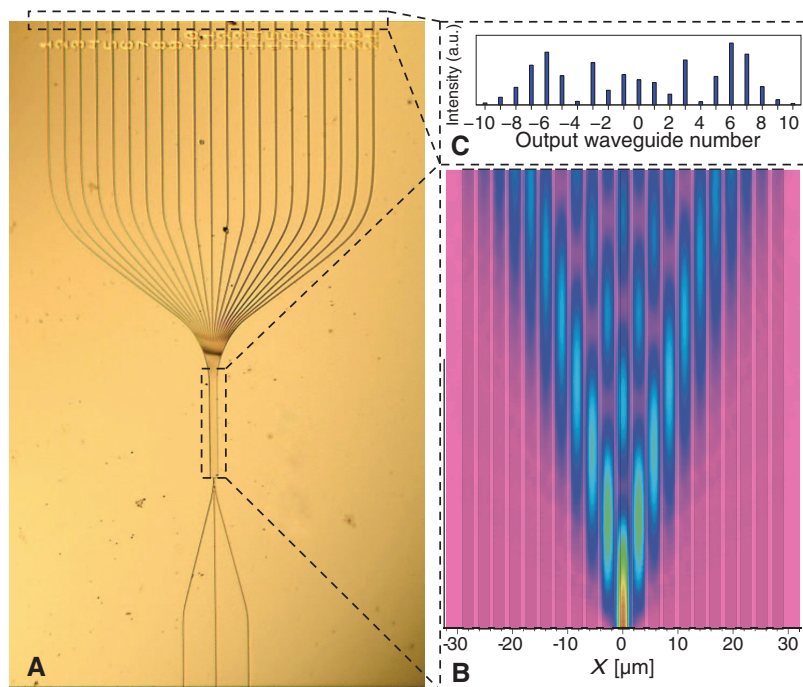 A
Intensity (a.u.)
-10 -8 -6 -4 -2 0 2 4 6 8 10
C Output waveguide number
-30 -20 -10 0 10 20 30
X [µm]
B